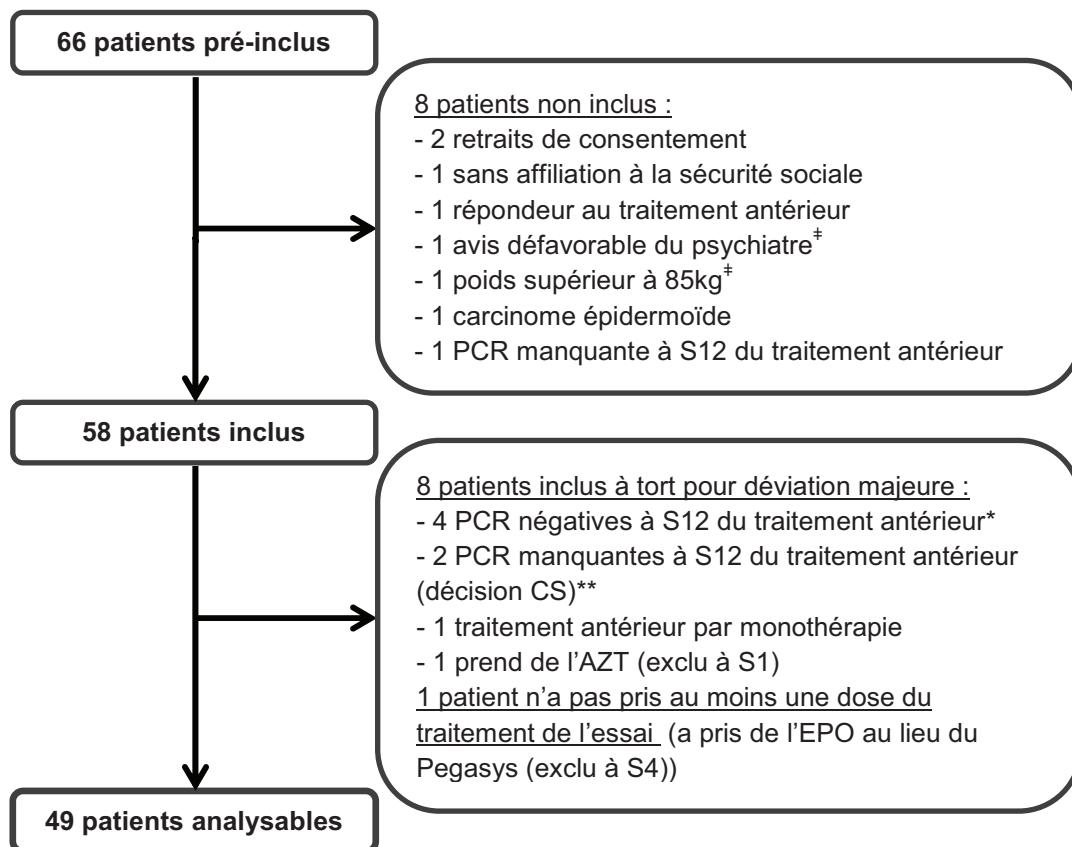 66 patients pré-inclus
8 patients non inclus :
- 2 retraits de consentement
- 1 sans affiliation à la sécurité sociale
- 1 répondeur au traitement antérieur
- 1 avis défavorable du psychiatre‡
- 1 poids supérieur à 85kg‡
- 1 carcinome épidermoïde
- 1 PCR manquante à S12 du traitement antérieur
58 patients inclus
8 patients inclus à tort pour déviation majeure :
- 4 PCR négatives à S12 du traitement antérieur*
- 2 PCR manquantes à S12 du traitement antérieur
(décision CS)**
- 1 traitement antérieur par monothérapie
- 1 prend de l’AZT (exclu à S1)
1 patient n’a pas pris au moins une dose du
traitement de l’essai (a pris de l’EPO au lieu du
Pegasys (exclu à S4))
49 patients analysables